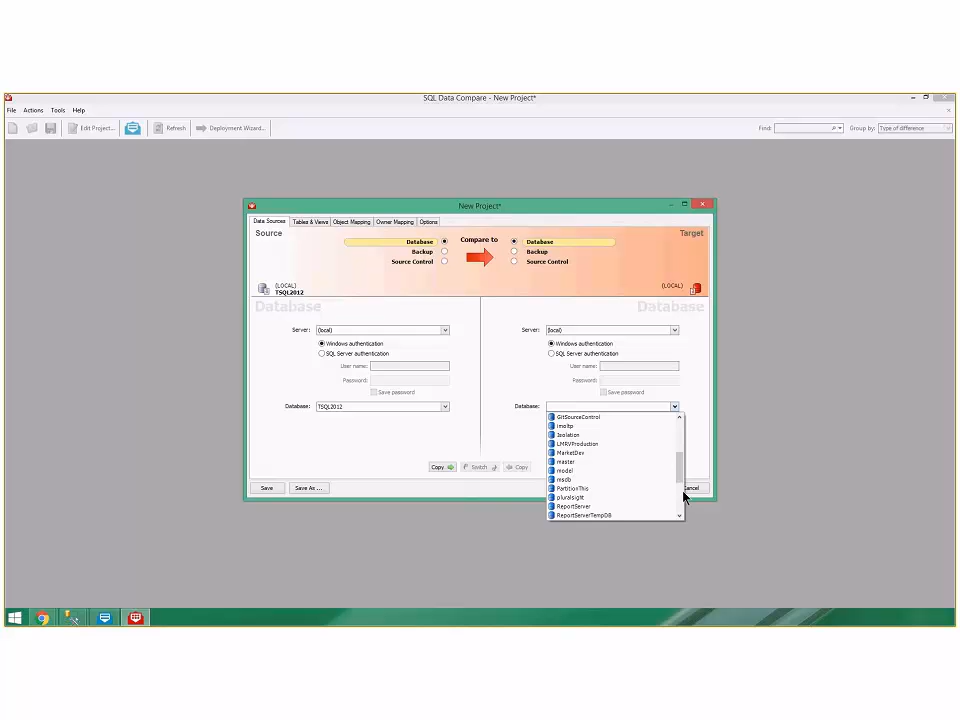 SQL Data Compare - New Project*
File Actions Tools Help
Edit Project... Refresh Deployment Wizard... Find: Group by: Type of difference
New Project*
Data Sources Tables & Views Object Mapping Owner Mapping Options
Source Compare to Target
Database Database
Backup Backup
Source Control Source Control
(LOCAL) (LOCAL)
TSQL2012
Database Database
Server: (local) Server: (local)
Windows authentication Windows authentication
SQL Server authentication SQL Server authentication
User name: User name:
Password: Password:
Save password Save password
Database: TSQL2012 Database:
GitSourceControl
imoltp
Isolation
LMRVProduction
MarketDev
master
model
msdb
PartitionThis
pluralsight
ReportServer
ReportServerTempDB
Copy Switch Copy
Save Save As ... Cancel